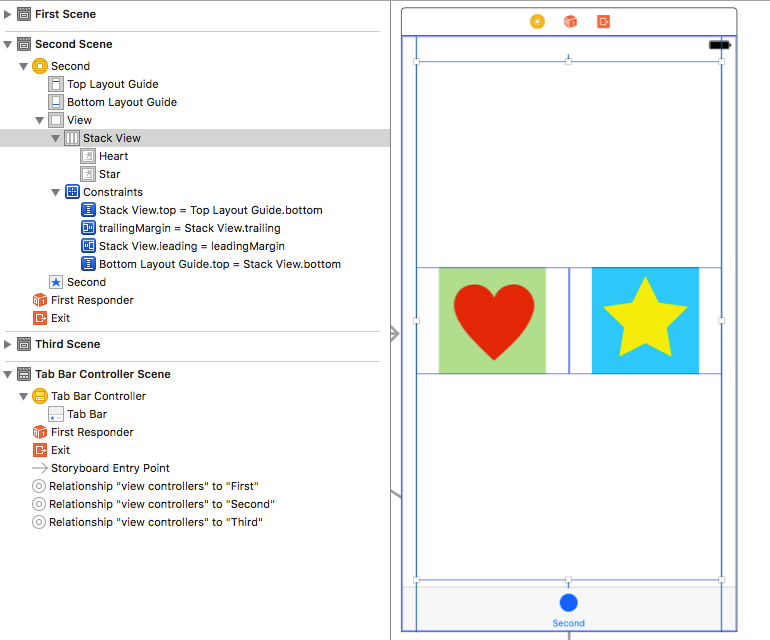 First Scene
Second Scene
Second
Top Layout Guide
Bottom Layout Guide
View
Stack View
Heart
Star
Constraints
Stack View.top = Top Layout Guide.bottom
trailingMargin = Stack View.trailing
Stack View.leading = leadingMargin
Bottom Layout Guide.top = Stack View.bottom
Second
First Responder
Exit
Third Scene
Tab Bar Controller Scene
Tab Bar Controller
Tab Bar
First Responder
Exit
Storyboard Entry Point
Relationship "view controllers" to "First"
Relationship "view controllers" to "Second"
Relationship "view controllers" to "Third"
Second